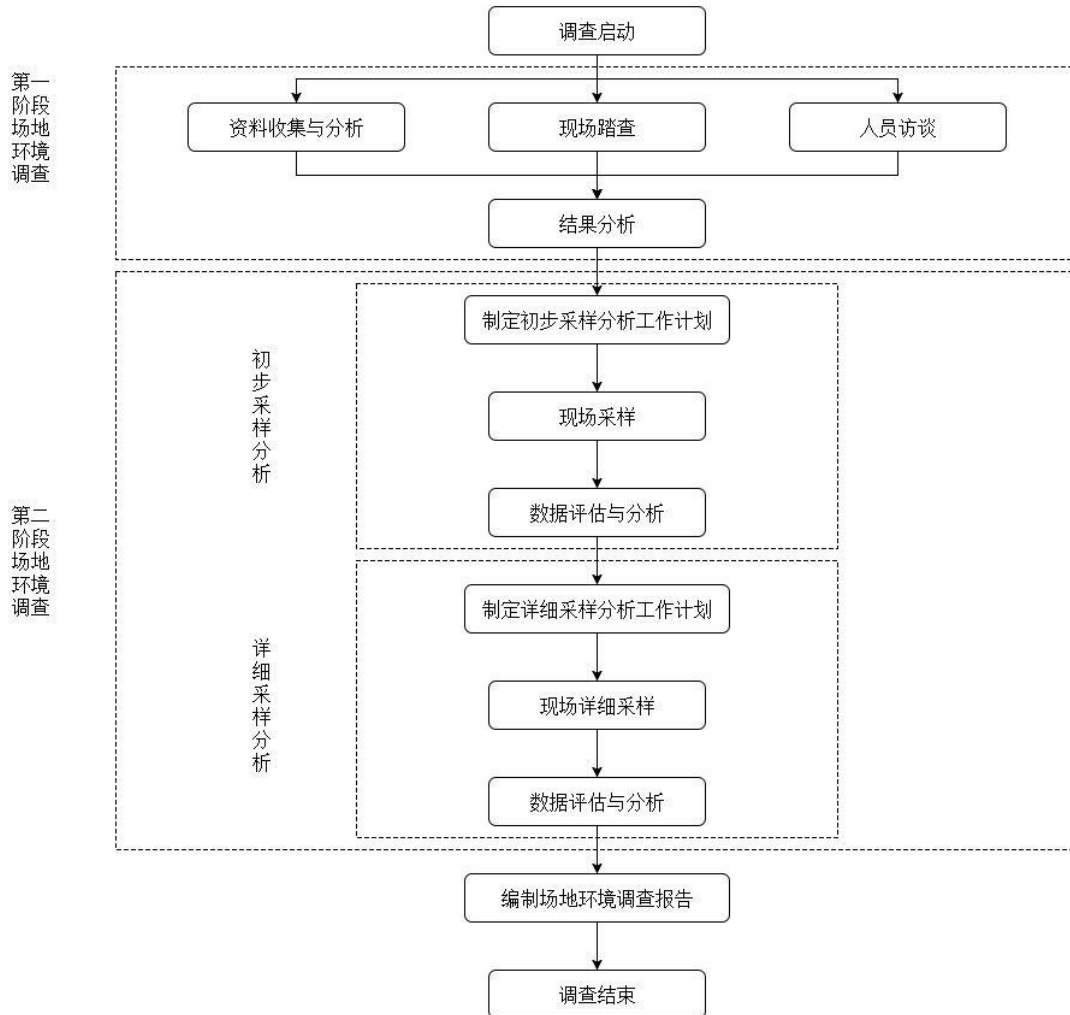 调查启动
第一
阶段
场地
环境
调查
资料收集与分析
现场踏查
人员访谈
结果分析
第二
阶段
场地
环境
调查
初
步
采
样
分
析
制定初步采样分析工作计划
现场采样
数据评估与分析
详
细
采
样
分
析
制定详细采样分析工作计划
现场详细采样
数据评估与分析
编制场地环境调查报告
调查结束